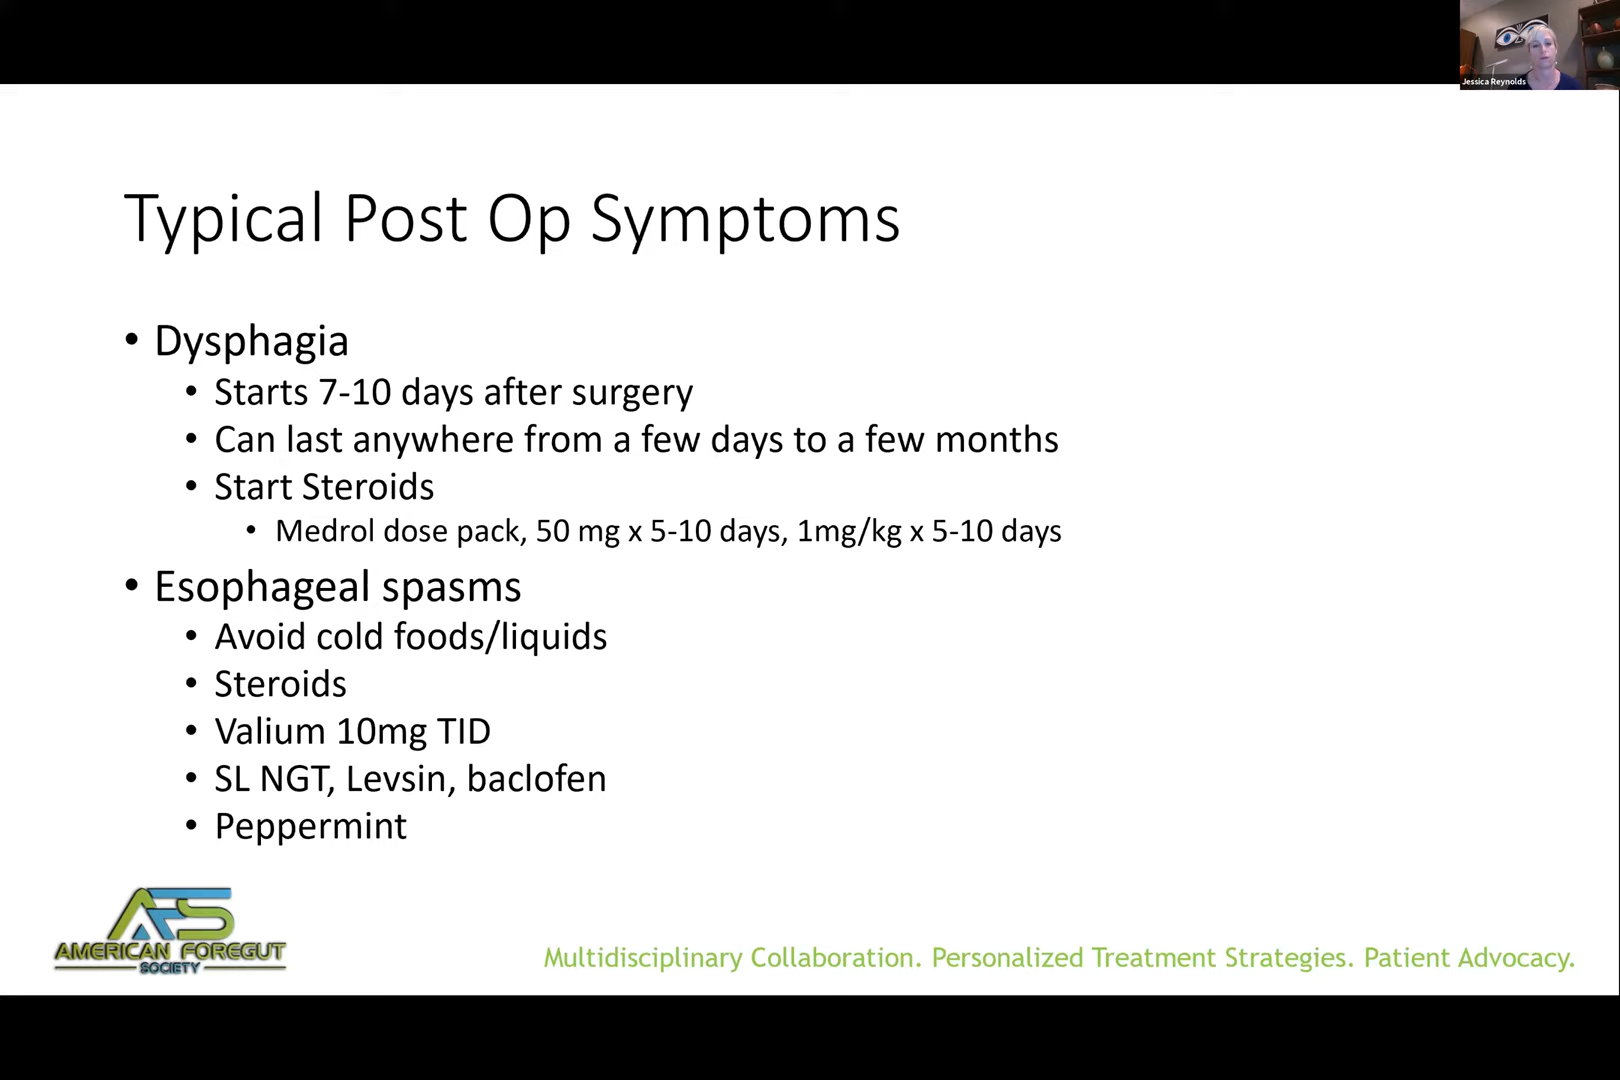 Jessica Reynolds
Typical Post Op Symptoms
• Dysphagia
• Starts 7-10 days after surgery
• Can last anywhere from a few days to a few months
• Start Steroids
• Medrol dose pack, 50 mg x 5-10 days, 1mg/kg x 5-10 days
• Esophageal spasms
• Avoid cold foods/liquids
• Steroids
• Valium 10mg TID
• SL NGT, Levsin, baclofen
• Peppermint
AFS
AMERICAN FOREGUT
SOCIETY
Multidisciplinary Collaboration. Personalized Treatment Strategies. Patient Advocacy.